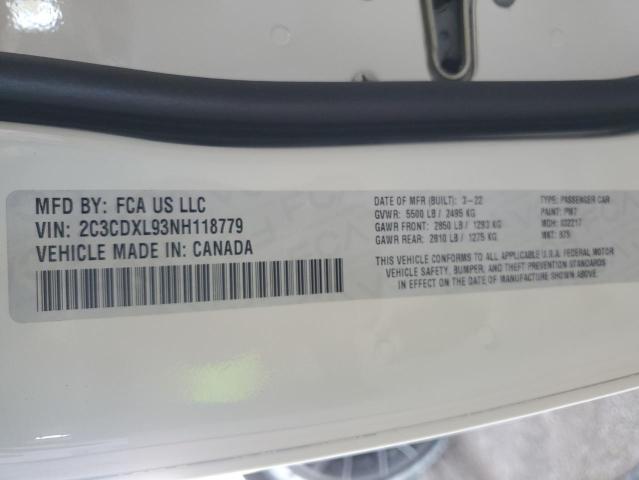 MFD BY: FCA US LLC
VIN: 2C3CDXL93NH118779
VEHICLE MADE IN: CANADA
DATE OF MFR (BUILT): 3-22
GVWR: 5500 LB / 2495 KG
GAWR FRONT: 2850 LB / 1293 KG
GAWR REAR: 2810 LB / 1275 KG
TYPE: PASSENGER CAR
PAINT: PW7
MDH: 032217
THIS VEHICLE CONFORMS TO ALL APPLICABLE U.S.A. FEDERAL MOTOR
VEHICLE SAFETY, BUMPER, AND THEFT PREVENTION STANDARDS
IN EFFECT ON THE DATE OF MANUFACTURE SHOWN ABOVE.